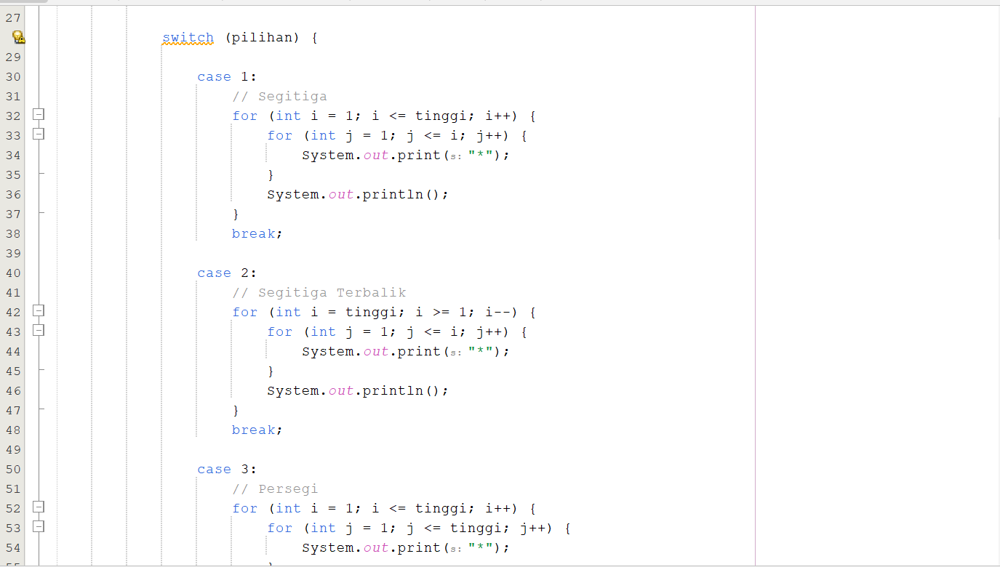 27
switch (pilihan) {
29
30 case 1:
31 // Segitiga
32 for (int i = 1; i <= tinggi; i++) {
33 for (int j = 1; j <= i; j++) {
34 System.out.print(s: "*");
35 }
36 System.out.println();
37 }
38 break;
39
40 case 2:
41 // Segitiga Terbalik
42 for (int i = tinggi; i >= 1; i--) {
43 for (int j = 1; j <= i; j++) {
44 System.out.print(s: "*");
45 }
46 System.out.println();
47 }
48 break;
49
50 case 3:
51 // Persegi
52 for (int i = 1; i <= tinggi; i++) {
53 for (int j = 1; j <= tinggi; j++) {
54 System.out.print(s: "*");